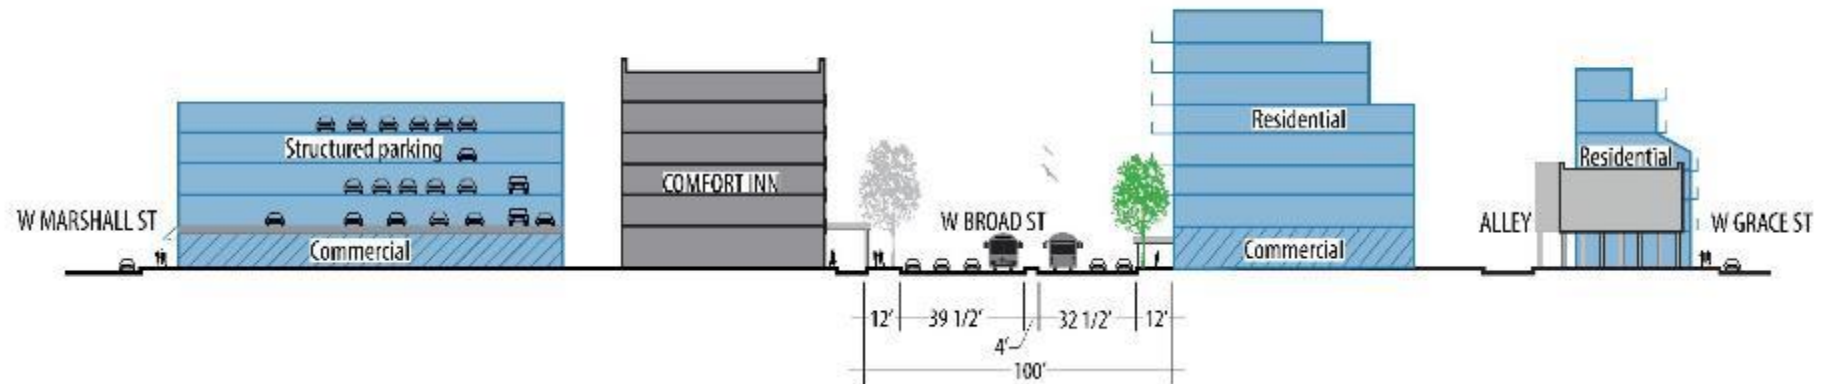 Structured parking
Commercial
W MARSHALL ST
COMFORT INN
W BROAD ST
Residential
Commercial
ALLEY
Residential
W GRACE ST
12'
39 1/2'
4'
32 1/2'
12'
100'